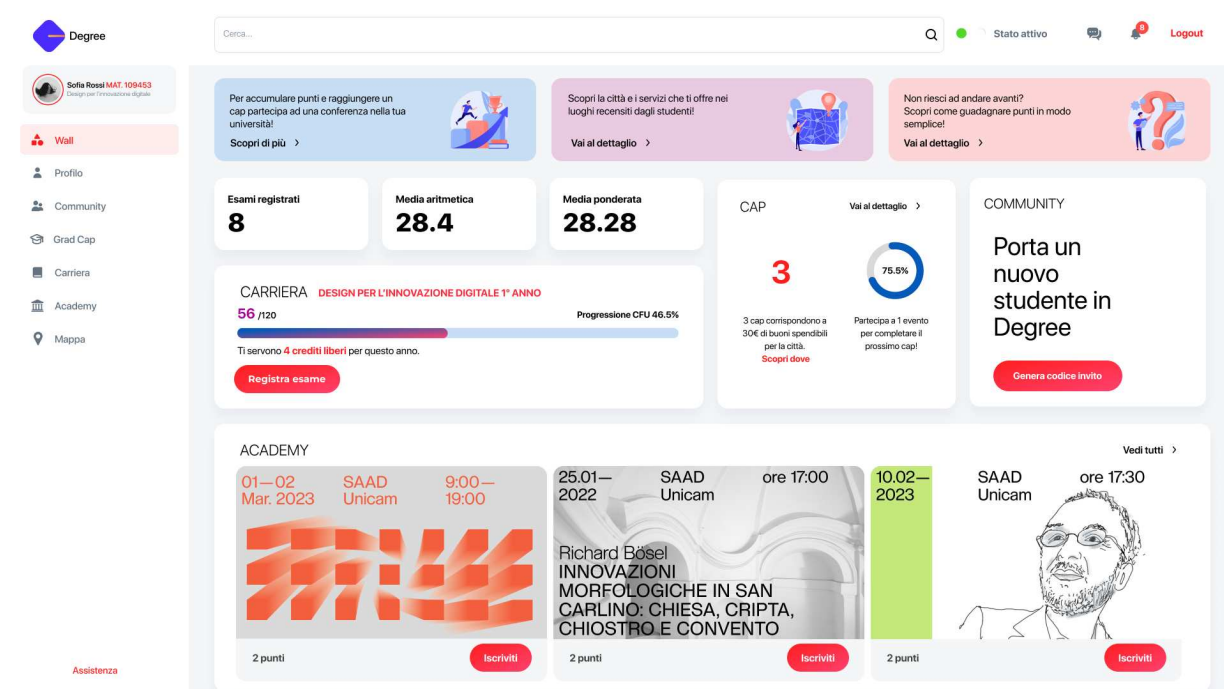 Degree
Cerca...
Stato attivo
8
Logout
Sofia Rossi MAT. 109453
Design per l'innovazione digitale
Wall
Profilo
Community
Grad Cap
Carriera
Academy
Mappa
Assistenza
Per accumulare punti e raggiungere un
cap partecipa ad una conferenza nella tua
università!
Scopri di più
Scopri la città e i servizi che ti offre nei
luoghi recensiti dagli studenti!
Vai al dettaglio
Non riesci ad andare avanti?
Scopri come guadagnare punti in modo
semplice!
Vai al dettaglio
Esami registrati
8
Media aritmetica
28.4
Media ponderata
28.28
CARRIERA DESIGN PER L'INNOVAZIONE DIGITALE 1° ANNO
56 /120
Progressione CFU 46.5%
Ti servono 4 crediti liberi per questo anno.
Registra esame
CAP
Vai al dettaglio
3
75.5%
3 cap corrispondono a
30€ di buoni spendibili
per la città.
Scopri dove
Partecipa a 1 evento
per completare il
prossimo cap!
COMMUNITY
Porta un
nuovo
studente in
Degree
Genera codice invito
ACADEMY
Vedi tutti
01—02 SAAD 9:00—
Mar. 2023 Unicam 19:00
2 punti
Iscriviti
25.01— SAAD ore 17:00
2022 Unicam
Richard Bösel
INNOVAZIONI
MORFOLOGICHE IN SAN
CARLINO: CHIESA, CRIPTA,
CHIOSTRO E CONVENTO
2 punti
Iscriviti
10.02— SAAD ore 17:30
2023 Unicam
2 punti
Iscriviti